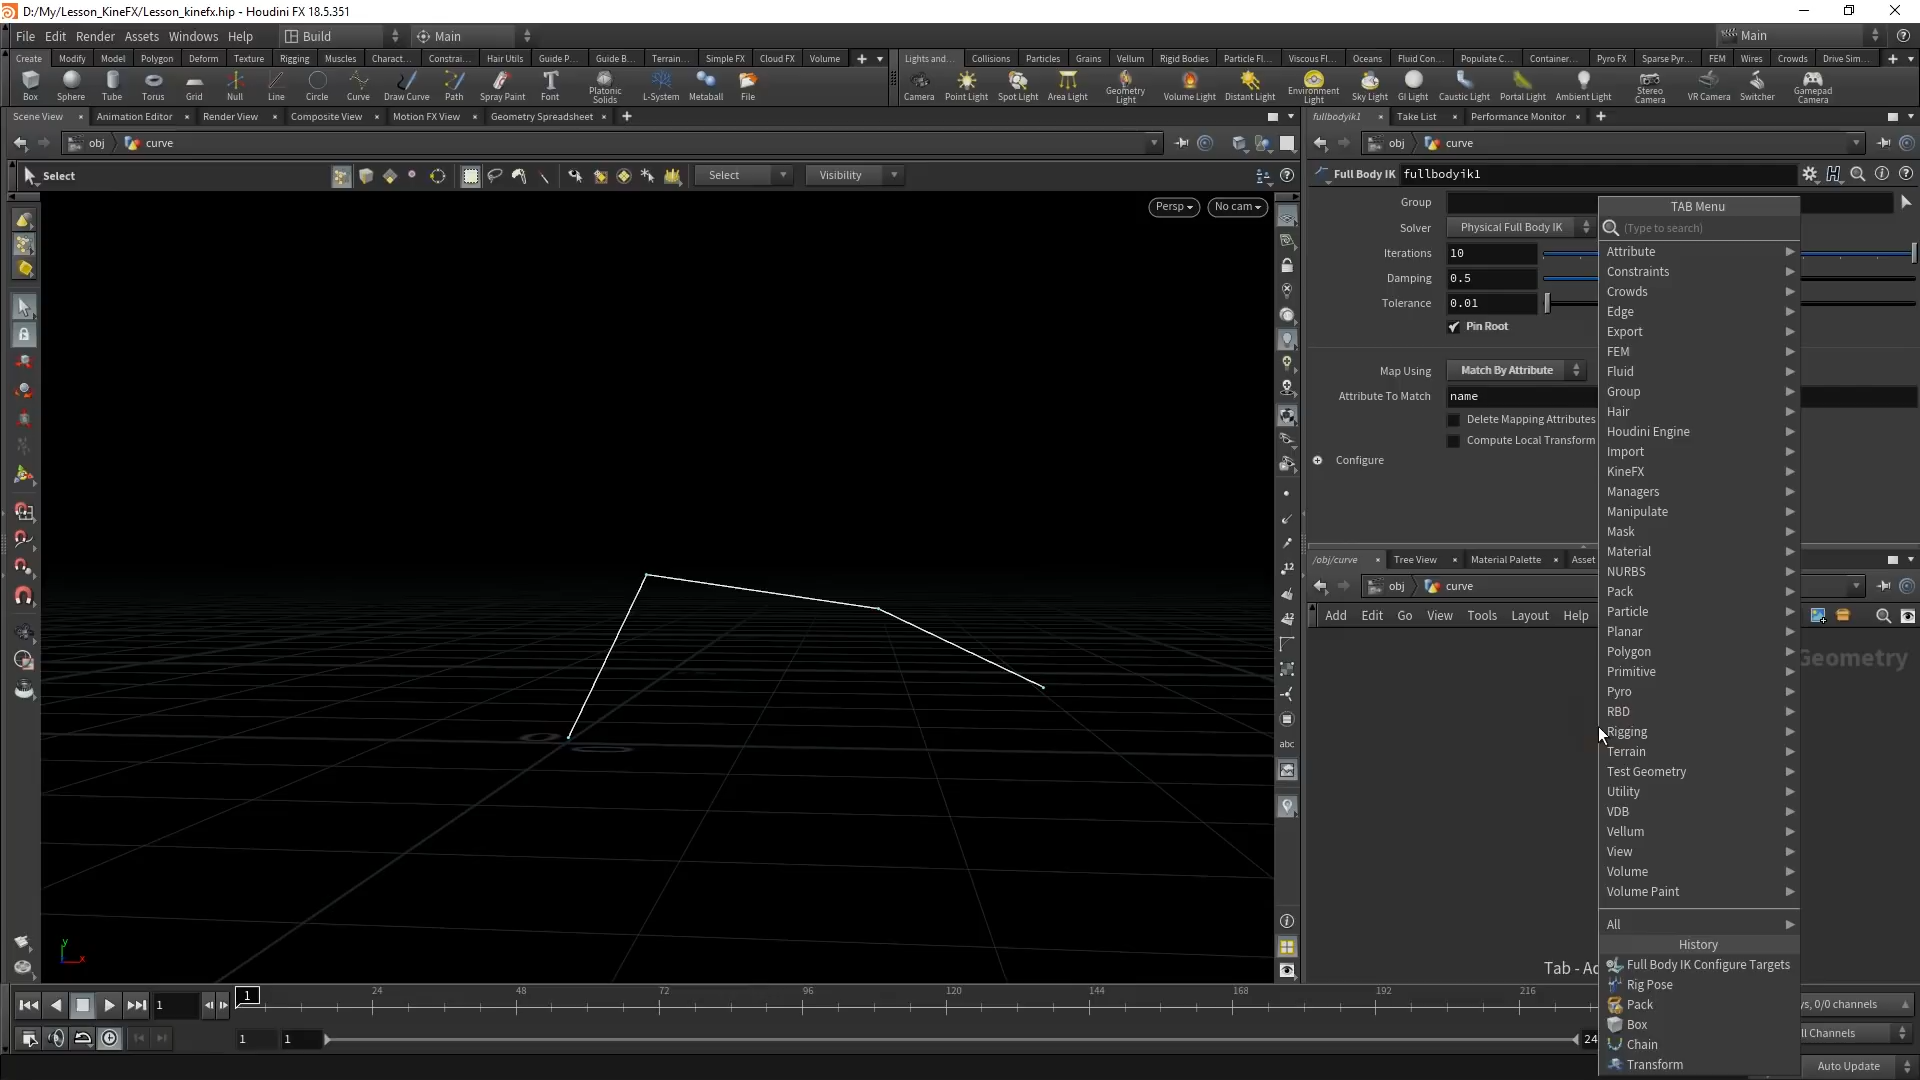 D:/My/Lesson_KineFX/Lesson_kinefx.hip - Houdini FX 18.5.351
File Edit Render Assets Windows Help Build Main Main
Create Modify Model Polygon Deform Texture Rigging Muscles Charact... Constrai... Hair Utils Guide P... Guide B... Terrain... Simple FX Cloud FX Volume Lights and... Collisions Particles Grains Vellum Rigid Bodies Particle Fl... Viscous Fl... Oceans Fluid Con... Populate C... Container... Pyro FX Sparse Pyr... FEM Wires Crowds Drive Sim...
Box Sphere Tube Torus Grid Null Line Circle Curve Draw Curve Path Spray Paint Font Platonic Solids L-System Metaball File Camera Point Light Spot Light Area Light Geometry Light Volume Light Distant Light Environment Light Sky Light GI Light Caustic Light Portal Light Ambient Light Stereo Camera VR Camera Switcher Gamepad Camera
Scene View Animation Editor Render View Composite View Motion FX View Geometry Spreadsheet fullbodyik1 Take List Performance Monitor
obj curve obj curve
Select Select Visibility
Persp No cam
Full Body IK fullbodyik1
Group
Solver Physical Full Body IK
Iterations 10
Damping 0.5
Tolerance 0.01
Pin Root
Map Using Match By Attribute
Attribute To Match name
Delete Mapping Attributes
Compute Local Transform
Configure
/obj/curve Tree View Material Palette Asset
obj curve
Add Edit Go View Tools Layout Help
Geometry
TAB Menu
(Type to search)
Attribute
Constraints
Crowds
Edge
Export
FEM
Fluid
Group
Hair
Houdini Engine
Import
KineFX
Managers
Manipulate
Mask
Material
NURBS
Pack
Particle
Planar
Polygon
Primitive
Pyro
RBD
Rigging
Terrain
Test Geometry
Utility
VDB
Vellum
View
Volume
Volume Paint
All
History
Full Body IK Configure Targets
Rig Pose
Pack
Box
Chain
Transform
12
12
abc
y
x
Tab - Ad
1 1 24 48 72 96 120 144 168 192 216
ys, 0/0 channels
1 1 24
ll Channels
Auto Update